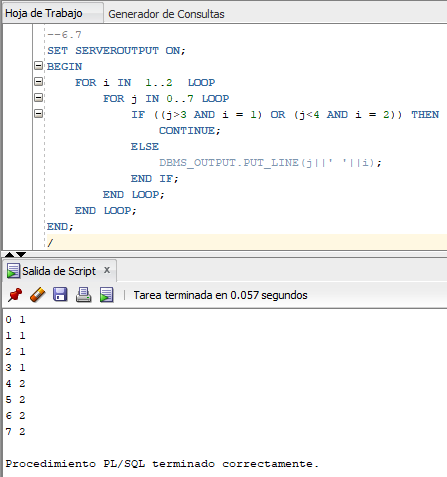 Hoja de Trabajo Generador de Consultas
--6.7
SET SERVEROUTPUT ON;
BEGIN
FOR i IN 1..2 LOOP
FOR j IN 0..7 LOOP
IF ((j>3 AND i = 1) OR (j<4 AND i = 2)) THEN
CONTINUE;
ELSE
DBMS_OUTPUT.PUT_LINE(j||' '||i);
END IF;
END LOOP;
END LOOP;
END;
/
Salida de Script x
Tarea terminada en 0.057 segundos
0 1
1 1
2 1
3 1
4 2
5 2
6 2
7 2
Procedimiento PL/SQL terminado correctamente.